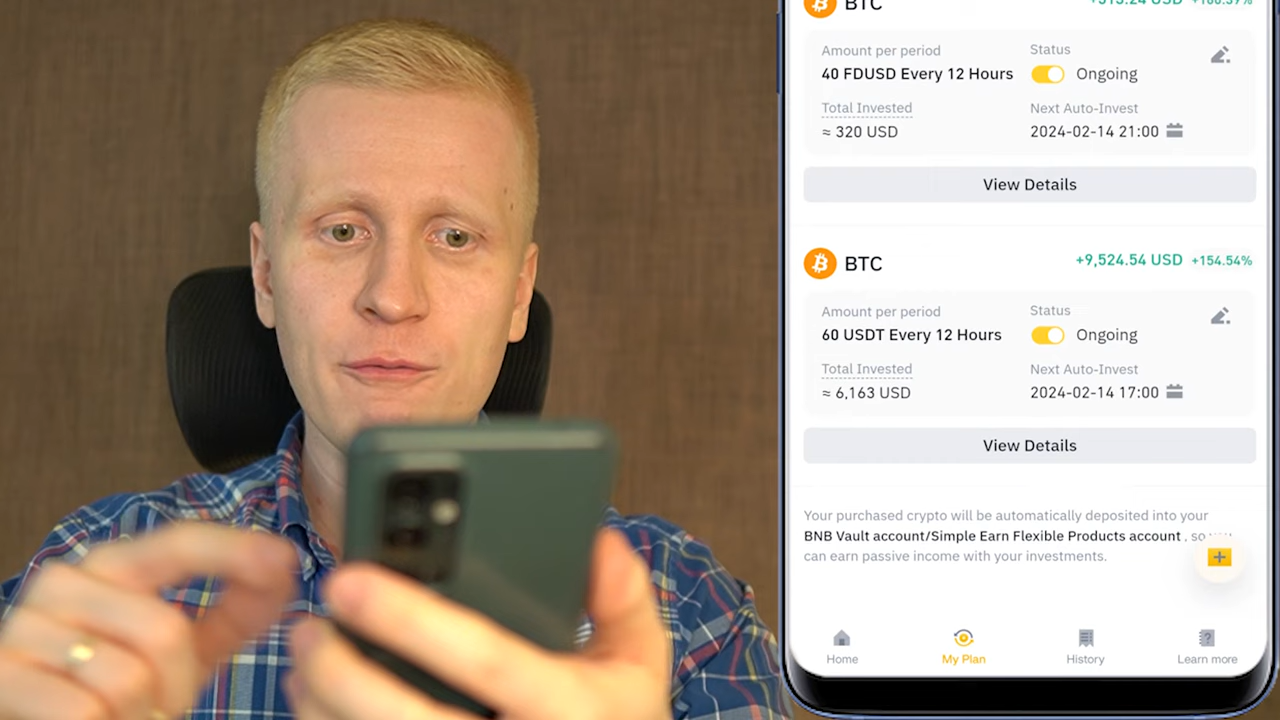 BTC
Amount per period
Status
40 FDUSD Every 12 Hours
Ongoing
Total Invested
Next Auto-Invest
≈ 320 USD
2024-02-14 21:00
View Details
BTC
+9,524.54 USD +154.54%
Amount per period
Status
60 USDT Every 12 Hours
Ongoing
Total Invested
Next Auto-Invest
≈ 6,163 USD
2024-02-14 17:00
View Details
Your purchased crypto will be automatically deposited into your
BNB Vault account/Simple Earn Flexible Products account , so
can earn passive income with your investments.
Home
My Plan
History
Learn more